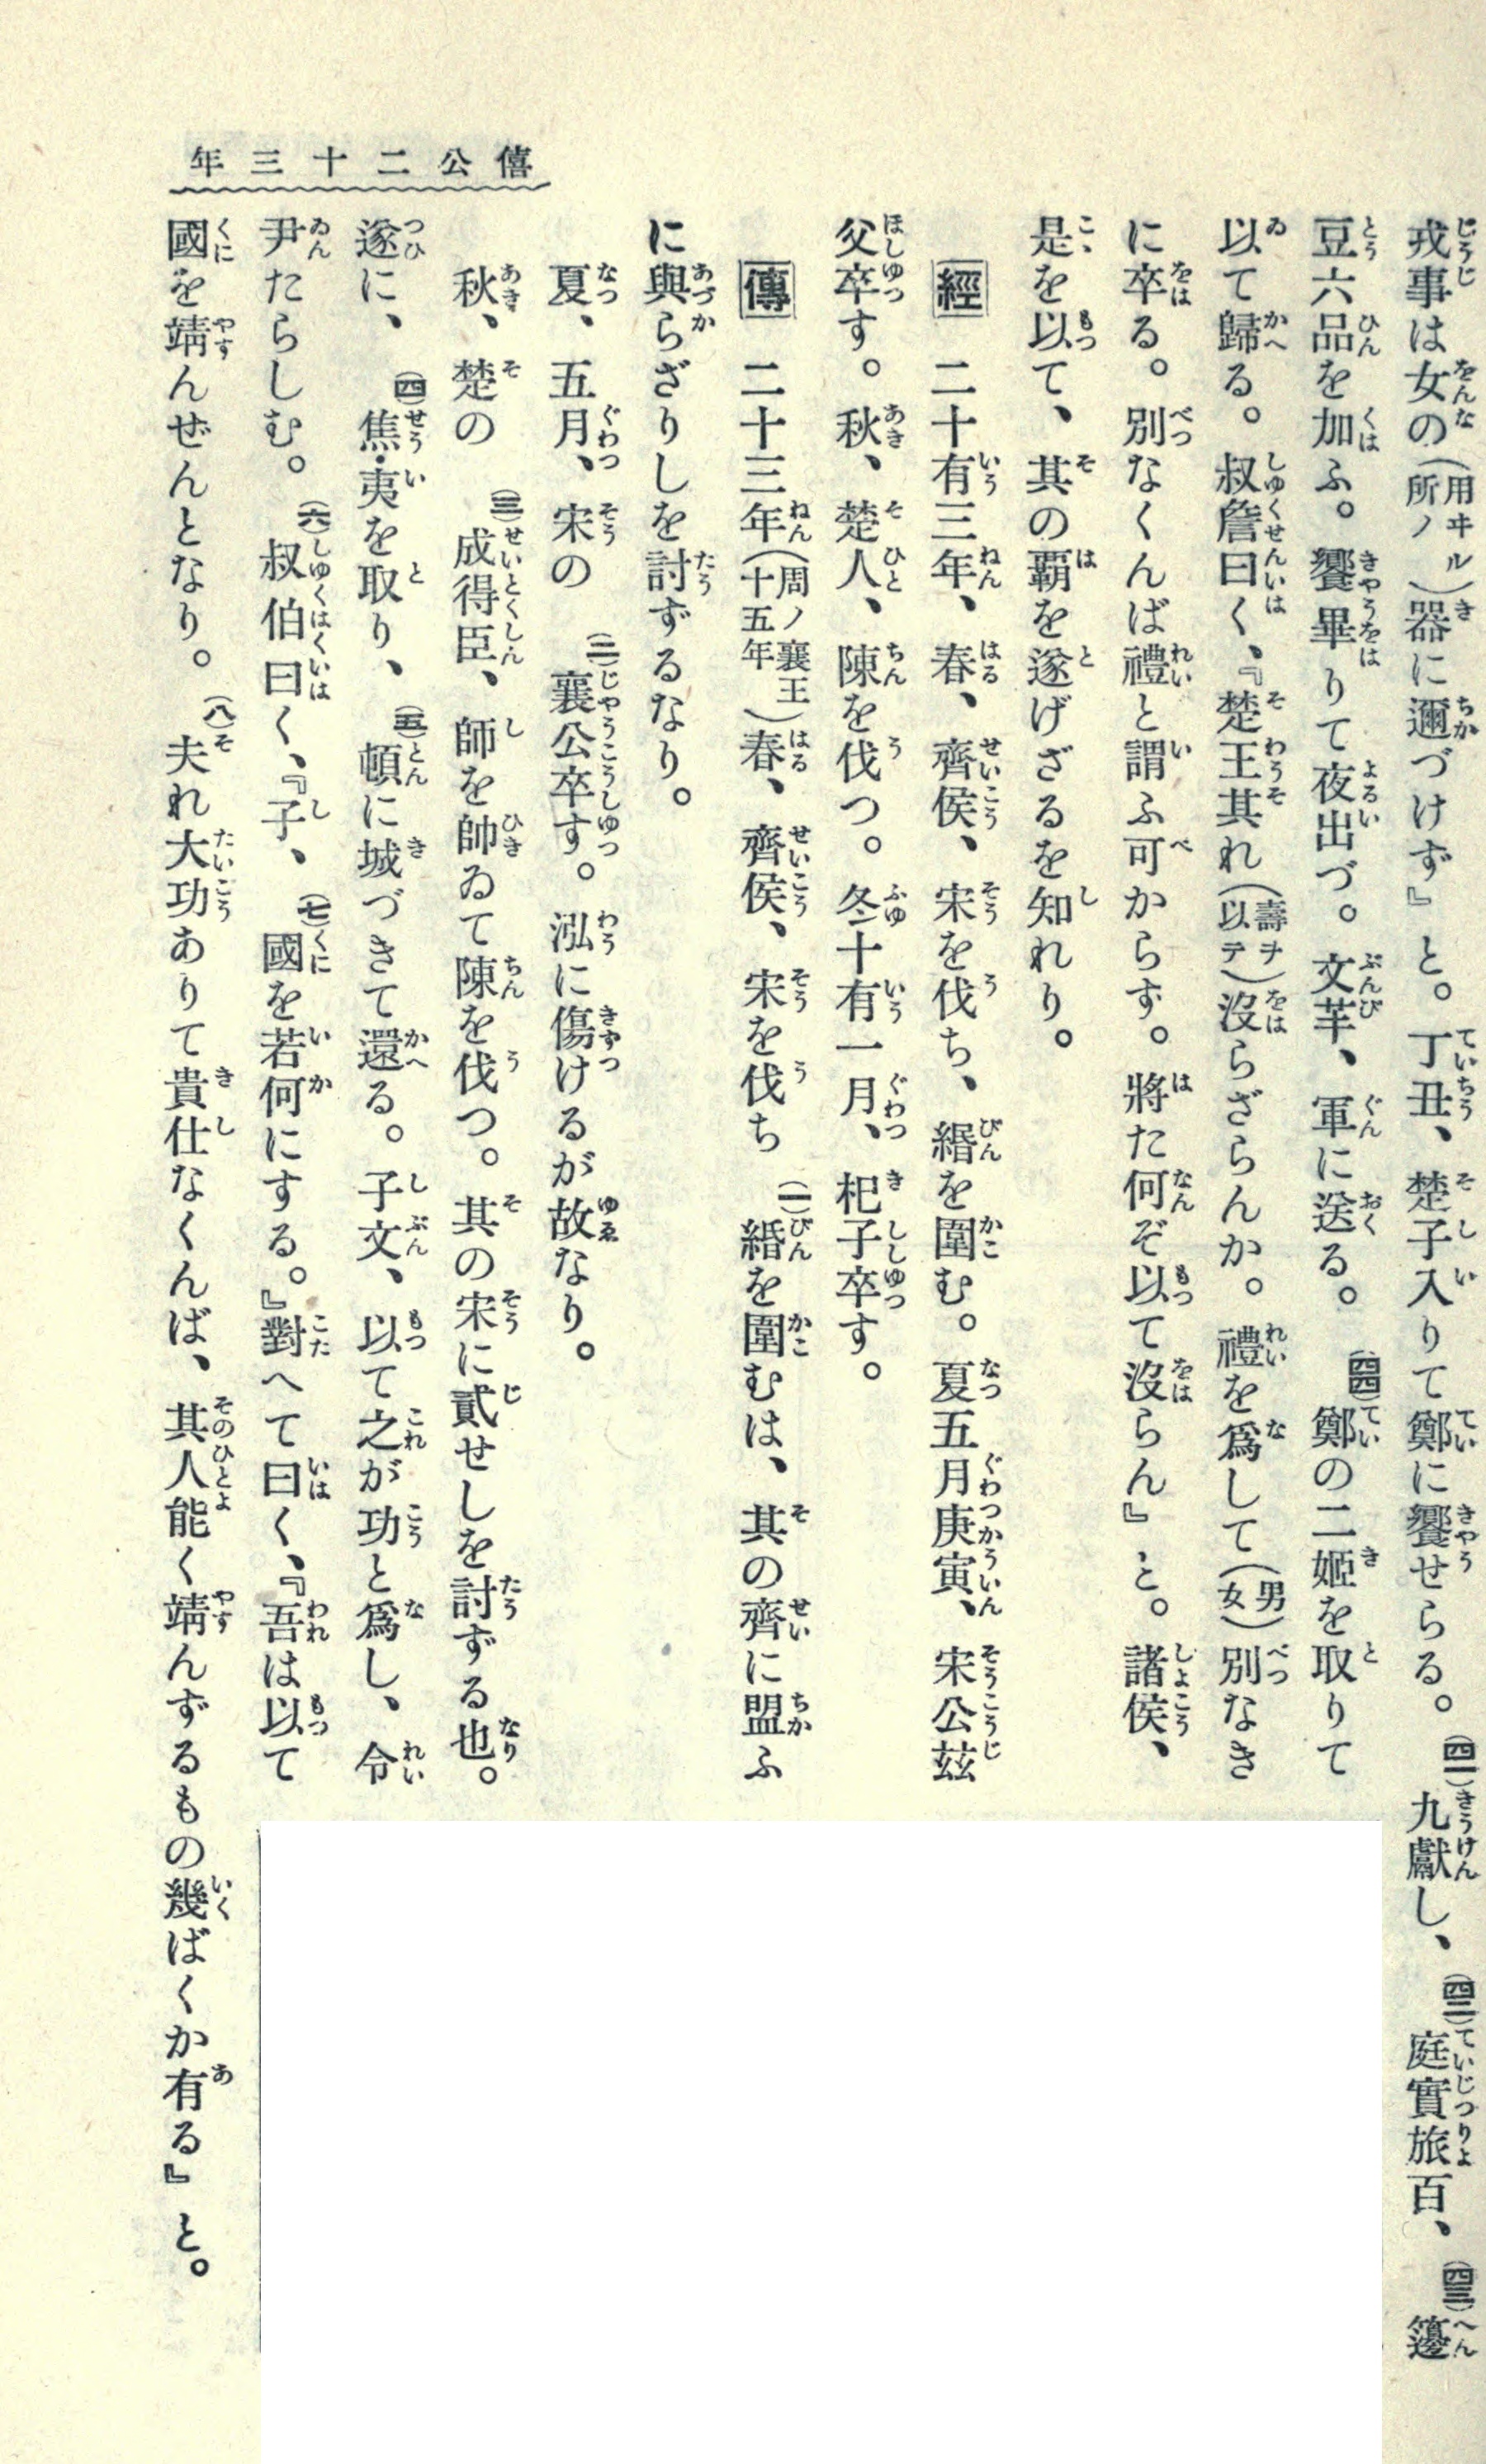 僖公二十三年
戎事は女の(用ヰル所ノ)器に邇づけず』と。丁丑、楚子入りて鄭に饗せらる。(四一)九獻し、(四二)庭實旅百、(四三)籩
豆六品を加ふ。饗畢りて夜出づ。文羋、軍に送る。(四四)鄭の二姬を取りて
以て歸る。叔詹曰く、『楚王其れ(壽ヲ以テ)沒らざらんか。禮を爲して(男女)別なき
に卒る。別なくんば禮と謂ふ可からず。將た何ぞ以て沒らん』と。諸侯、
是を以て、其の覇を遂げざるを知れり。
經 二十有三年、春、齊侯、宋を伐ち、緡を圍む。夏五月庚寅、宋公茲
父卒す。秋、楚人、陳を伐つ。冬十有一月、杞子卒す。
傳 二十三年(周ノ襄王十五年)春、齊侯、宋を伐ち(一)緡を圍むは、其の齊に盟ふ
に與らざりしを討ずるなり。
夏、五月、宋の(二)襄公卒す。泓に傷けるが故なり。
秋、楚の(三)成得臣、師を帥ゐて陳を伐つ。其の宋に貳せしを討ずる也。
遂に、(四)焦・夷を取り、(五)頓に城づきて還る。子文、以て之が功と爲し、令
尹たらしむ。(六)叔伯曰く、『子、(七)國を若何にする。』對へて曰く、『吾は以て
國を靖んぜんとなり。(八)夫れ大功ありて貴仕なくんば、其人能く靖んずるもの幾ばくか有る』と。